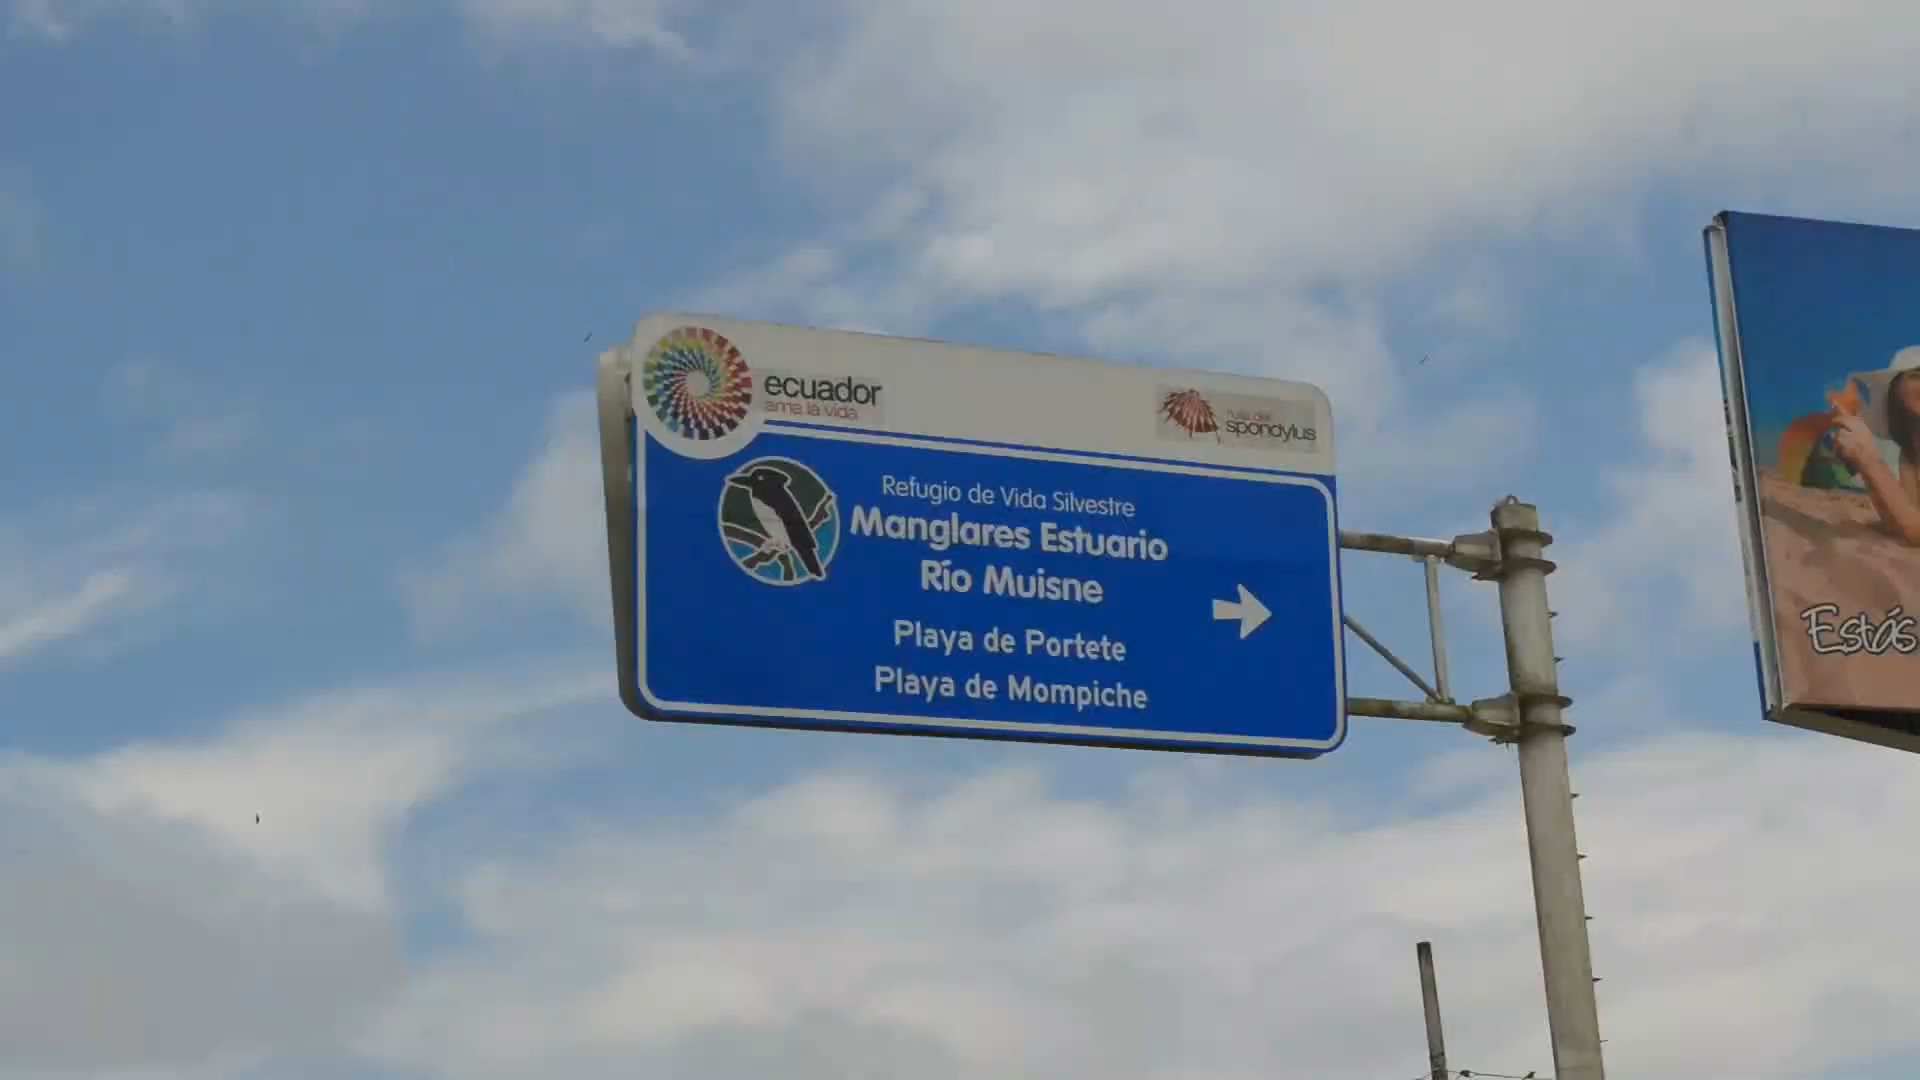 ecuador
ama la vida
ruta del
spondylus
Refugio de Vida Silvestre
Manglares Estuario
Río Muisne
Playa de Portete
Playa de Mompiche
Estás